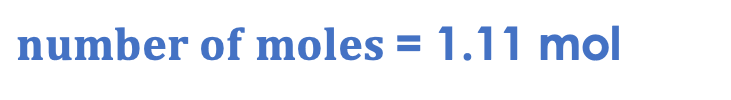 number of moles = 1.11 mol